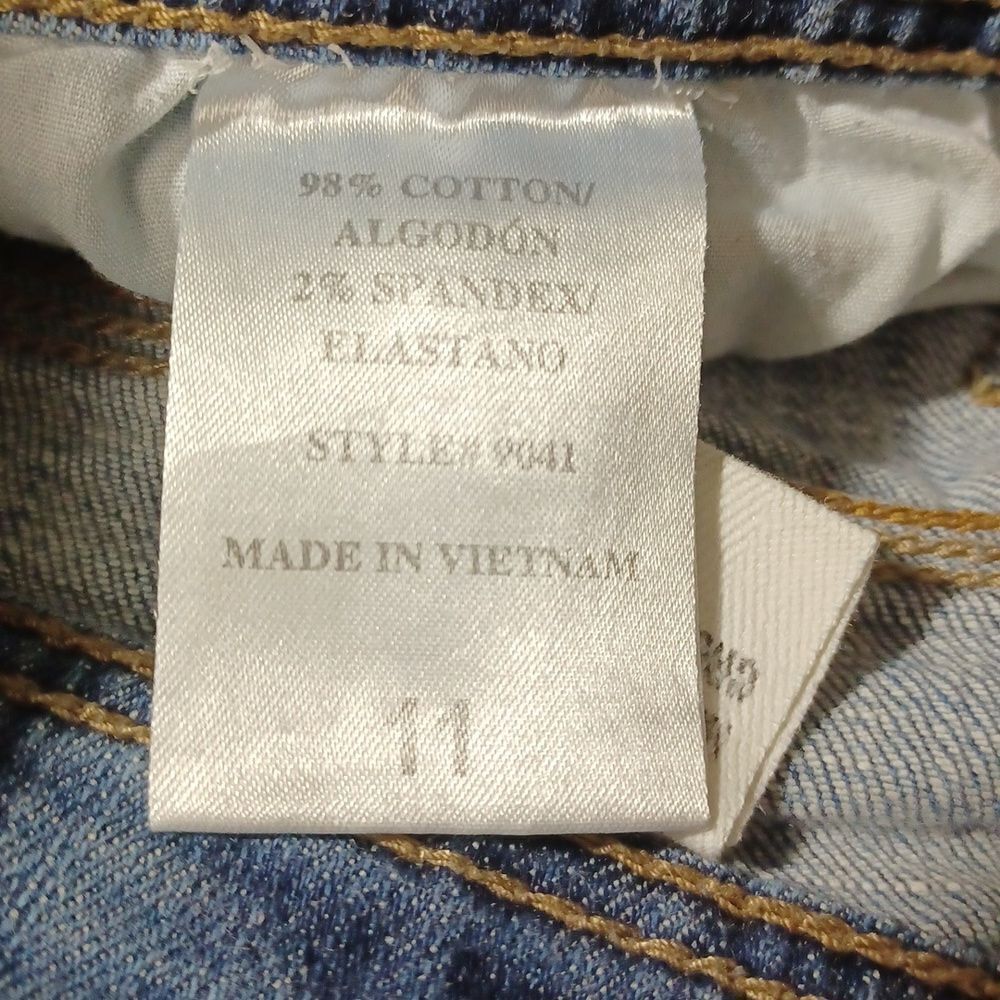 98% COTTON/
ALGODÓN
2% SPANDEX/
ELASTANO
STYLE# 9041
MADE IN VIETNAM
11